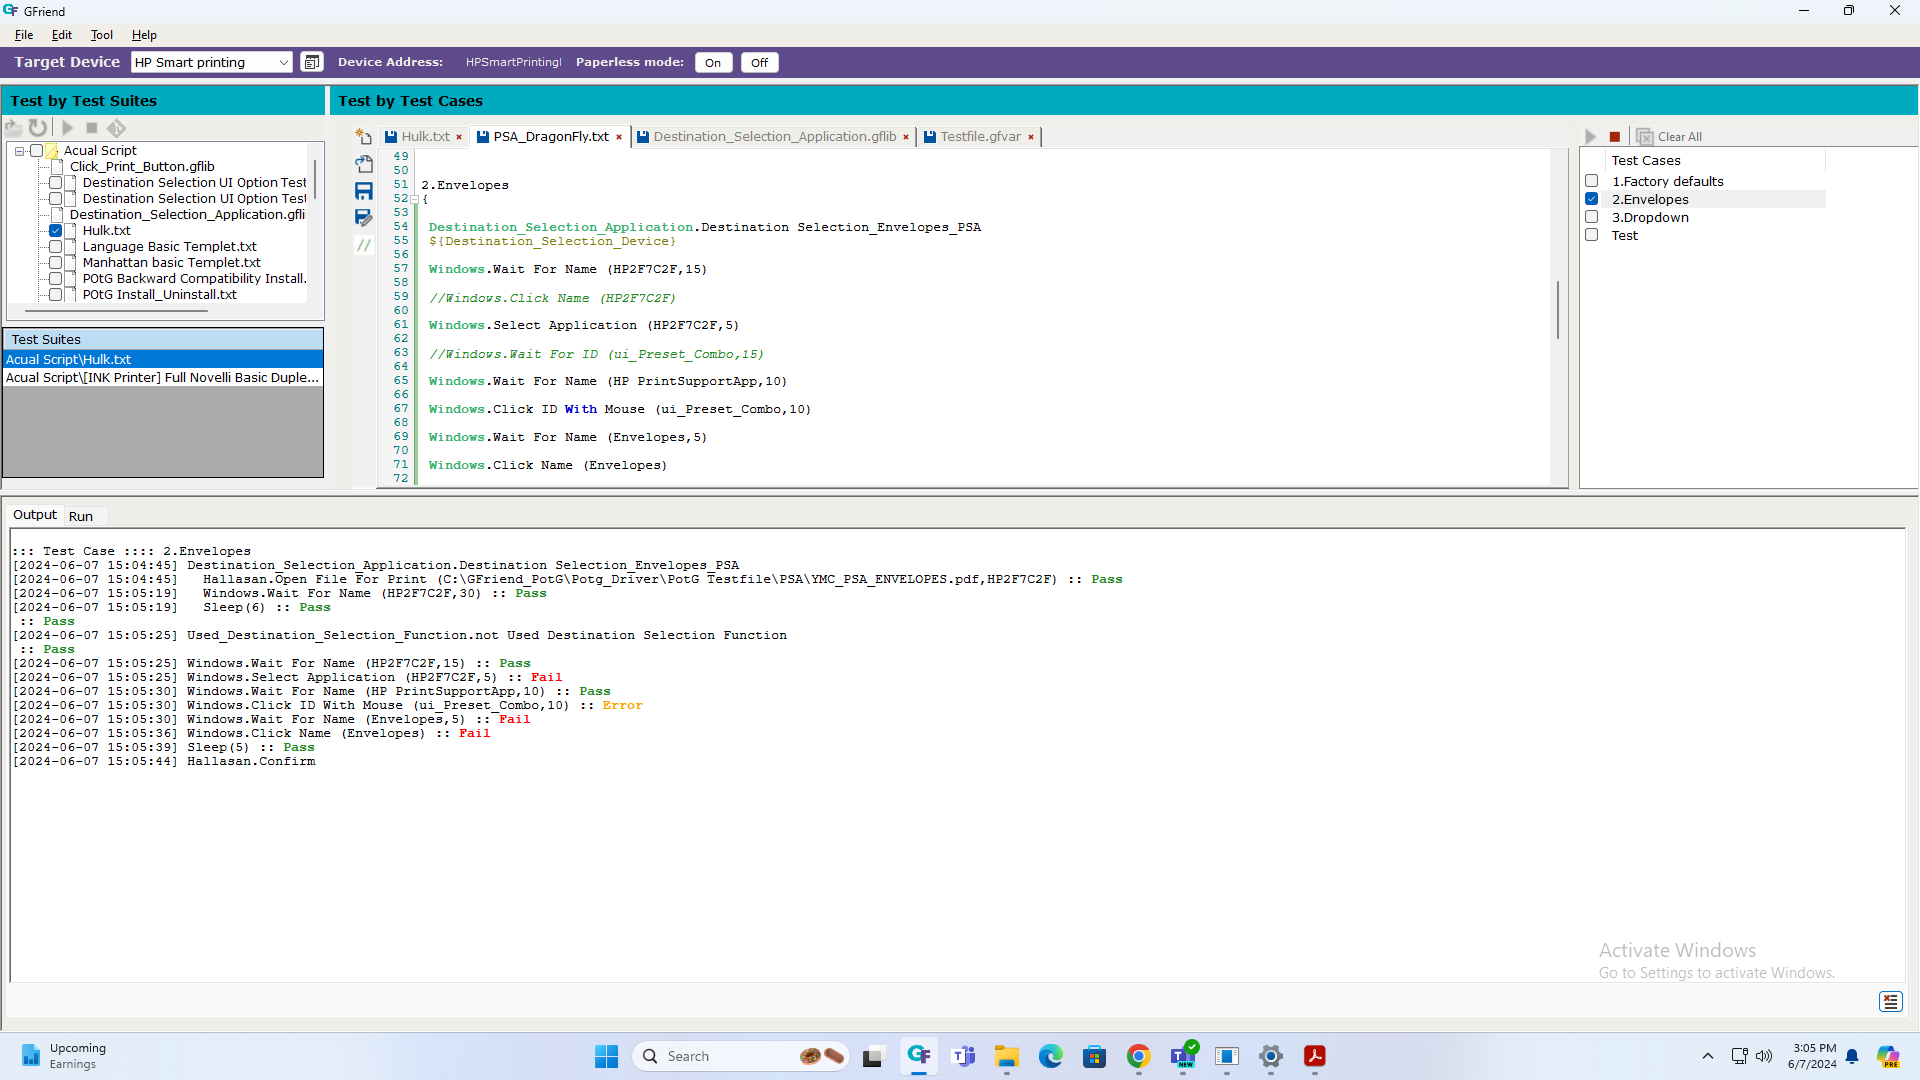 GFriend
File Edit Tool Help
Target Device HP Smart printing Device Address: HPSmartPrintingI Paperless mode: On Off
Test by Test Suites
Test by Test Cases
Acual Script
Click_Print_Button.gflib
Destination Selection UI Option Test
Destination Selection UI Option Test
Destination_Selection_Application.gfli
Hulk.txt
Language Basic Templet.txt
Manhattan basic Templet.txt
POtG Backward Compatibility Install.
POtG Install_Uninstall.txt
Test Suites
Acual Script\Hulk.txt
Acual Script\[INK Printer] Full Novelli Basic Duple...
Hulk.txt PSA_DragonFly.txt Destination_Selection_Application.gflib Testfile.gfvar
49
50
51 2.Envelopes
52 {
53
54 Destination_Selection_Application.Destination Selection_Envelopes_PSA
55 ${Destination_Selection_Device}
56
57 Windows.Wait For Name (HP2F7C2F,15)
58
59 //Windows.Click Name (HP2F7C2F)
60
61 Windows.Select Application (HP2F7C2F,5)
62
63 //Windows.Wait For ID (ui_Preset_Combo,15)
64
65 Windows.Wait For Name (HP PrintSupportApp,10)
66
67 Windows.Click ID With Mouse (ui_Preset_Combo,10)
68
69 Windows.Wait For Name (Envelopes,5)
70
71 Windows.Click Name (Envelopes)
72
Clear All
Test Cases
1.Factory defaults
2.Envelopes
3.Dropdown
Test
Output Run
::: Test Case :::: 2.Envelopes
[2024-06-07 15:04:45] Destination_Selection_Application.Destination Selection_Envelopes_PSA
[2024-06-07 15:04:45] Hallasan.Open File For Print (C:\GFriend_PotG\Potg_Driver\PotG Testfile\PSA\YMC_PSA_ENVELOPES.pdf,HP2F7C2F) :: Pass
[2024-06-07 15:05:19] Windows.Wait For Name (HP2F7C2F,30) :: Pass
[2024-06-07 15:05:19] Sleep(6) :: Pass
:: Pass
[2024-06-07 15:05:25] Used_Destination_Selection_Function.not Used Destination Selection Function
:: Pass
[2024-06-07 15:05:25] Windows.Wait For Name (HP2F7C2F,15) :: Pass
[2024-06-07 15:05:25] Windows.Select Application (HP2F7C2F,5) :: Fail
[2024-06-07 15:05:30] Windows.Wait For Name (HP PrintSupportApp,10) :: Pass
[2024-06-07 15:05:30] Windows.Click ID With Mouse (ui_Preset_Combo,10) :: Error
[2024-06-07 15:05:30] Windows.Wait For Name (Envelopes,5) :: Fail
[2024-06-07 15:05:36] Windows.Click Name (Envelopes) :: Fail
[2024-06-07 15:05:39] Sleep(5) :: Pass
[2024-06-07 15:05:44] Hallasan.Confirm
Activate Windows
Go to Settings to activate Windows.
Upcoming
Earnings
Search
NEW
3:05 PM
6/7/2024
PRE